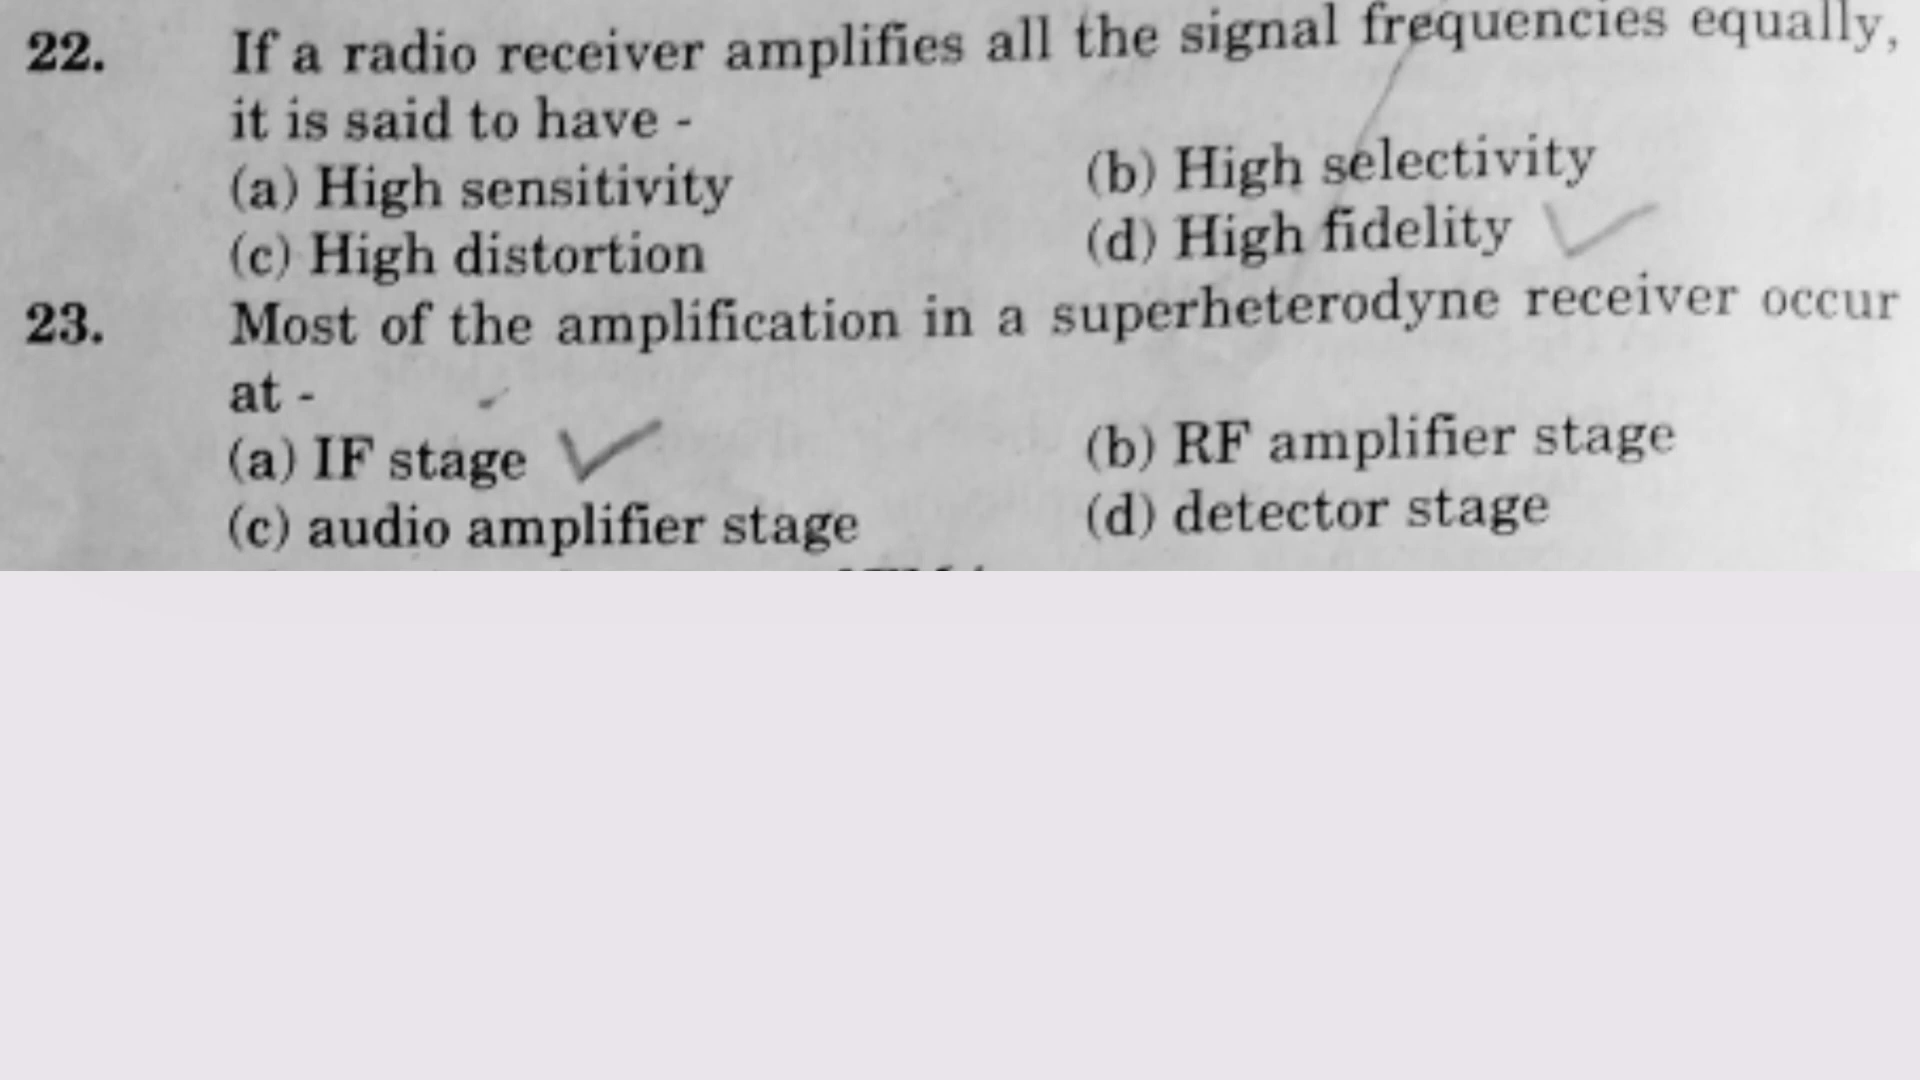 22. If a radio receiver amplifies all the signal frequencies equally,
it is said to have -
(a) High sensitivity (b) High selectivity
(c) High distortion (d) High fidelity
23. Most of the amplification in a superheterodyne receiver occur
at -
(a) IF stage (b) RF amplifier stage
(c) audio amplifier stage (d) detector stage